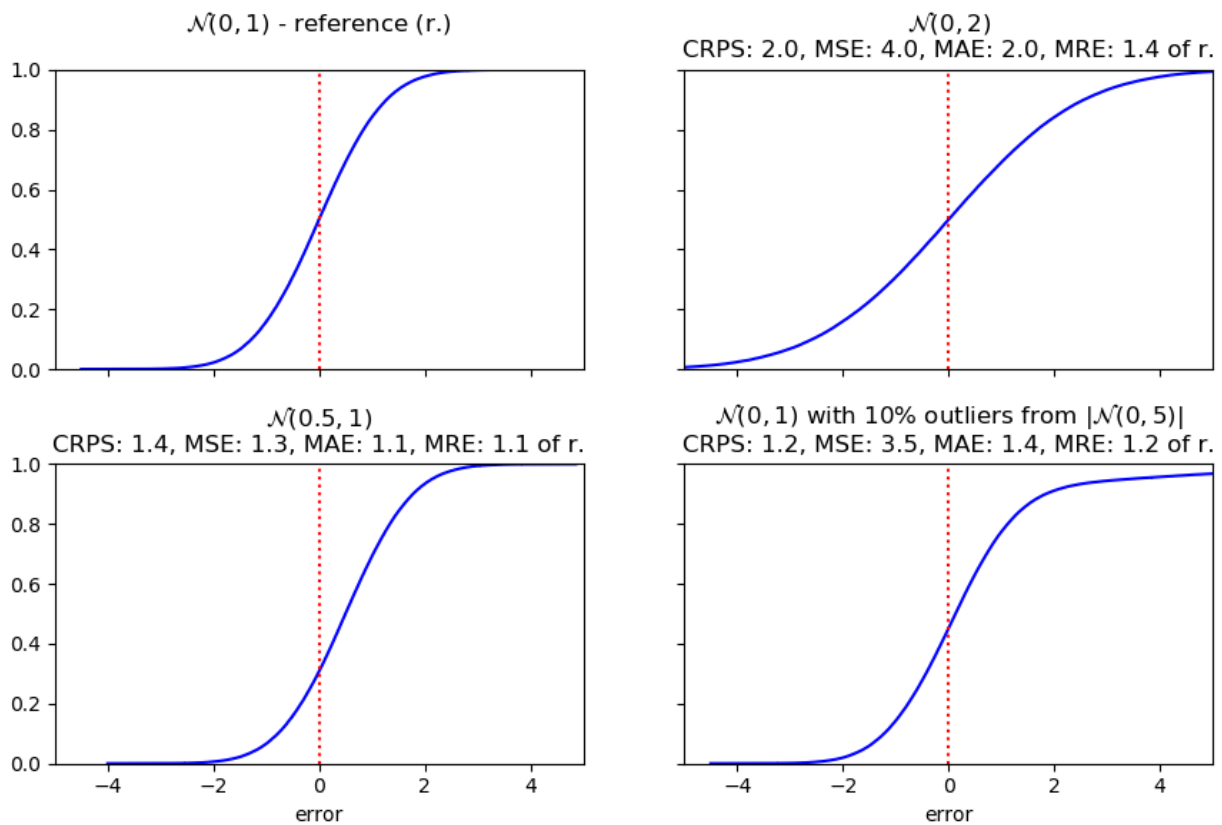 𝒩(0, 1) - reference (r.)
1.0
0.8
0.6
0.4
0.2
0.0
𝒩(0, 2)
CRPS: 2.0, MSE: 4.0, MAE: 2.0, MRE: 1.4 of r.
𝒩(0.5, 1)
CRPS: 1.4, MSE: 1.3, MAE: 1.1, MRE: 1.1 of r.
1.0
0.8
0.6
0.4
0.2
0.0
−4 −2 0 2 4
error
𝒩(0, 1) with 10% outliers from |𝒩(0, 5)|
CRPS: 1.2, MSE: 3.5, MAE: 1.4, MRE: 1.2 of r.
−4 −2 0 2 4
error